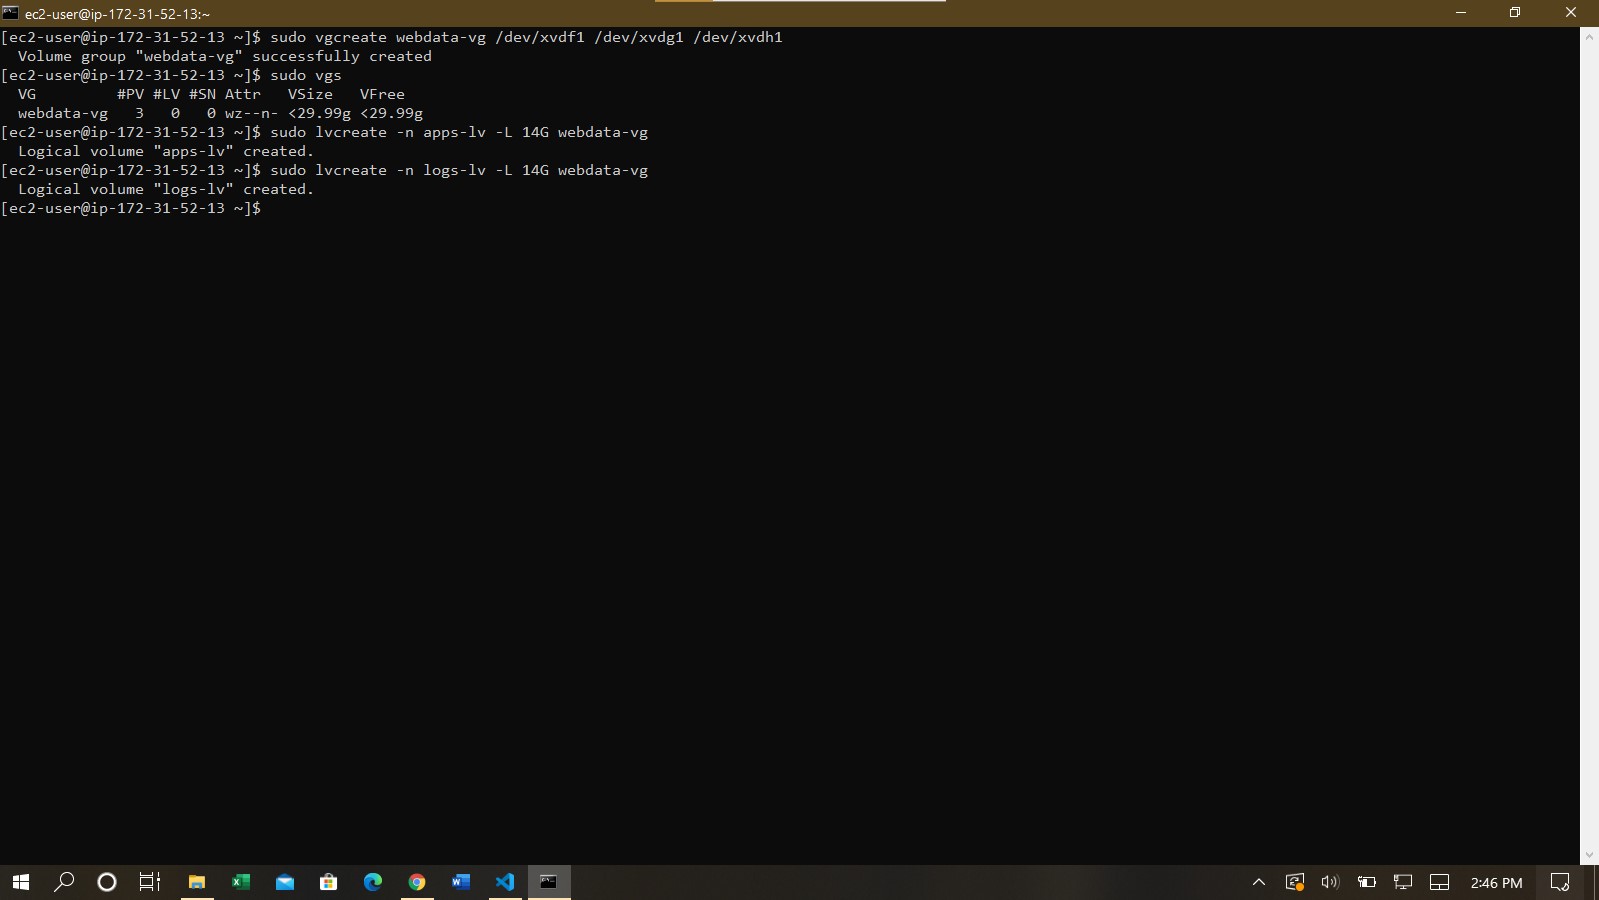 ec2-user@ip-172-31-52-13:~
[ec2-user@ip-172-31-52-13 ~]$ sudo vgcreate webdata-vg /dev/xvdf1 /dev/xvdg1 /dev/xvdh1
  Volume group "webdata-vg" successfully created
[ec2-user@ip-172-31-52-13 ~]$ sudo vgs
  VG         #PV #LV #SN Attr   VSize   VFree
  webdata-vg   3   0   0 wz--n- <29.99g <29.99g
[ec2-user@ip-172-31-52-13 ~]$ sudo lvcreate -n apps-lv -L 14G webdata-vg
  Logical volume "apps-lv" created.
[ec2-user@ip-172-31-52-13 ~]$ sudo lvcreate -n logs-lv -L 14G webdata-vg
  Logical volume "logs-lv" created.
[ec2-user@ip-172-31-52-13 ~]$
2:46 PM